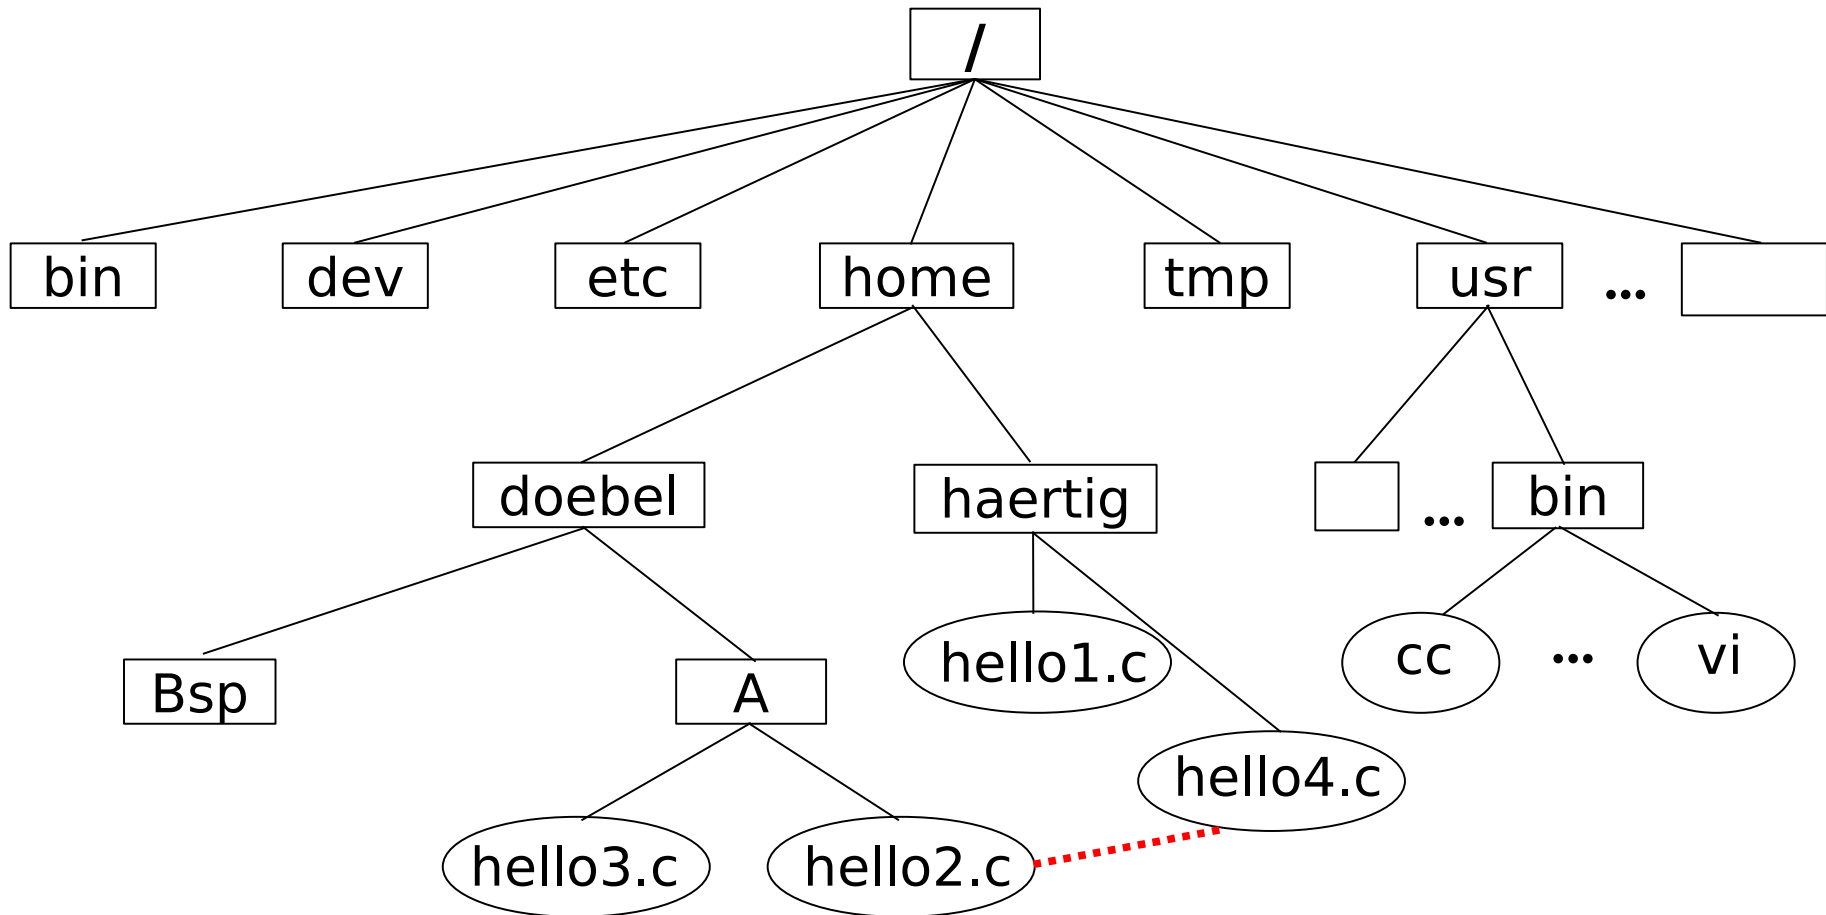 /
bin
dev
etc
home
tmp
usr
...
doebel
haertig
...
bin
Bsp
A
hello1.c
cc
...
vi
hello4.c
hello3.c
hello2.c